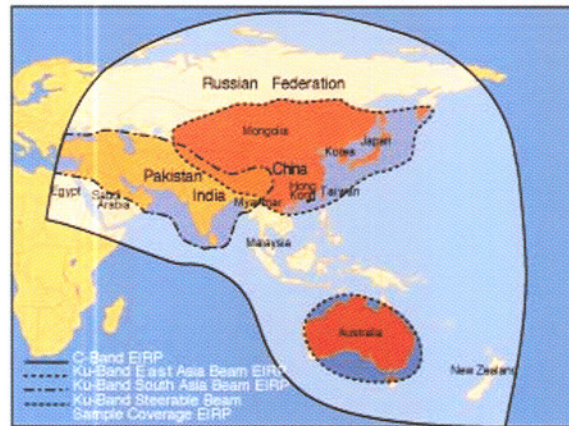 Russian Federation
Mongolia
Japan
Korea
China
Pakistan
India
Hong
Kong
Taiwan
Egypt
Saudi
Arabia
Myanmar
Malaysia
Australia
New Zealand
C-Band EIRP
Ku-Band East Asia Beam EIRP
Ku-Band South Asia Beam EIRP
Ku-Band Steerable Beam
Sample Coverage EIRP